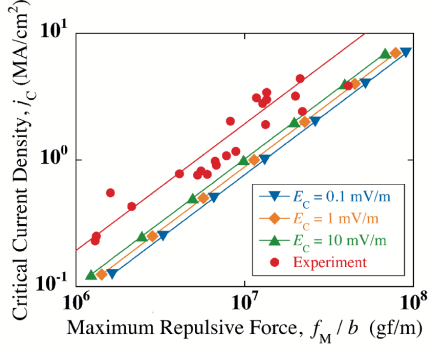 Critical Current Density, j_C (MA/cm²)
10¹
10⁰
10⁻¹
E_C = 0.1 mV/m
E_C = 1 mV/m
E_C = 10 mV/m
Experiment
10⁶
10⁷
10⁸
Maximum Repulsive Force, f_M / b (gf/m)